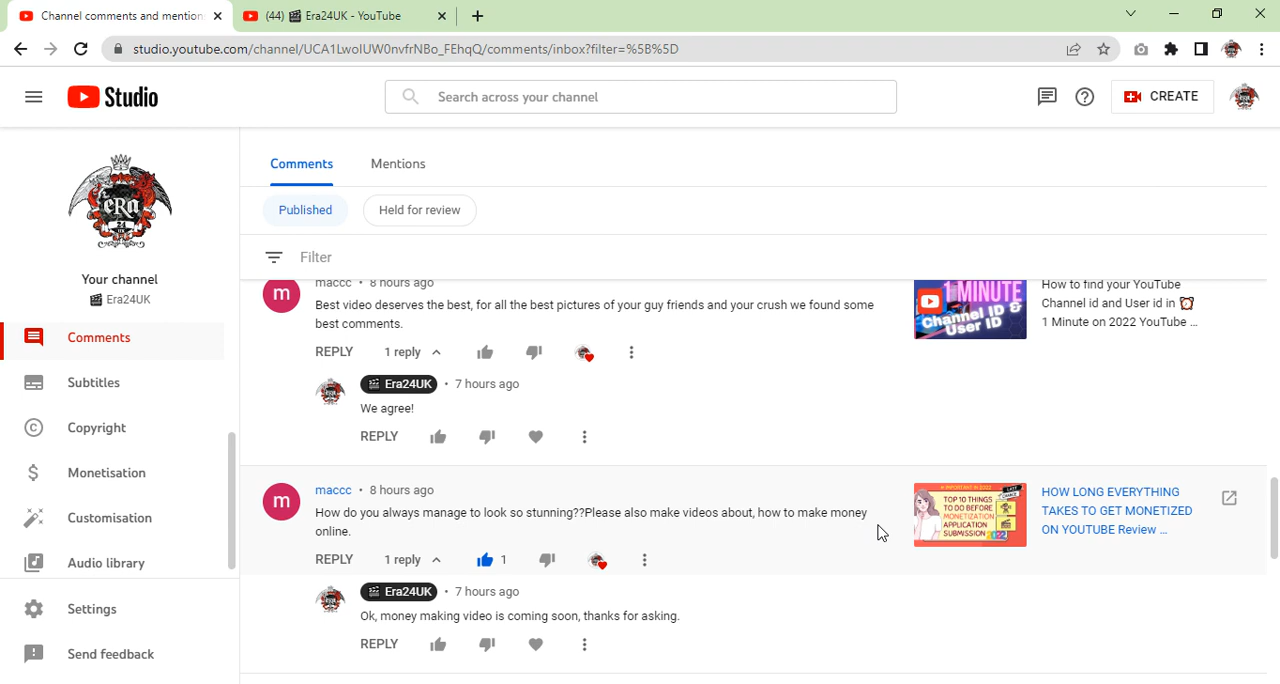 Channel comments and mention
(44) 🎬 Era24UK - YouTube
studio.youtube.com/channel/UCA1LwoIUW0nvfrNBo_FEhqQ/comments/inbox?filter=%5B%5D
Studio
Search across your channel
CREATE
Your channel
🎬 Era24UK
Comments
Subtitles
Copyright
Monetisation
Customisation
Audio library
Settings
Send feedback
Comments Mentions
Published Held for review
Filter
m
maccc • 8 hours ago
Best video deserves the best, for all the best pictures of your guy friends and your crush we found some
best comments.
REPLY 1 reply
1 MINUTE
Channel ID &
User ID
How to find your YouTube
Channel id and User id in ⏰
1 Minute on 2022 YouTube ...
🎬 Era24UK • 7 hours ago
We agree!
REPLY
m
maccc • 8 hours ago
How do you always manage to look so stunning??Please also make videos about, how to make money
online.
REPLY 1 reply 1
IMPORTANT IN 2022
TOP 10 THINGS
TO DO BEFORE
MONETIZATION
APPLICATION
SUBMISSION 2022
HOW LONG EVERYTHING
TAKES TO GET MONETIZED
ON YOUTUBE Review ...
🎬 Era24UK • 7 hours ago
Ok, money making video is coming soon, thanks for asking.
REPLY